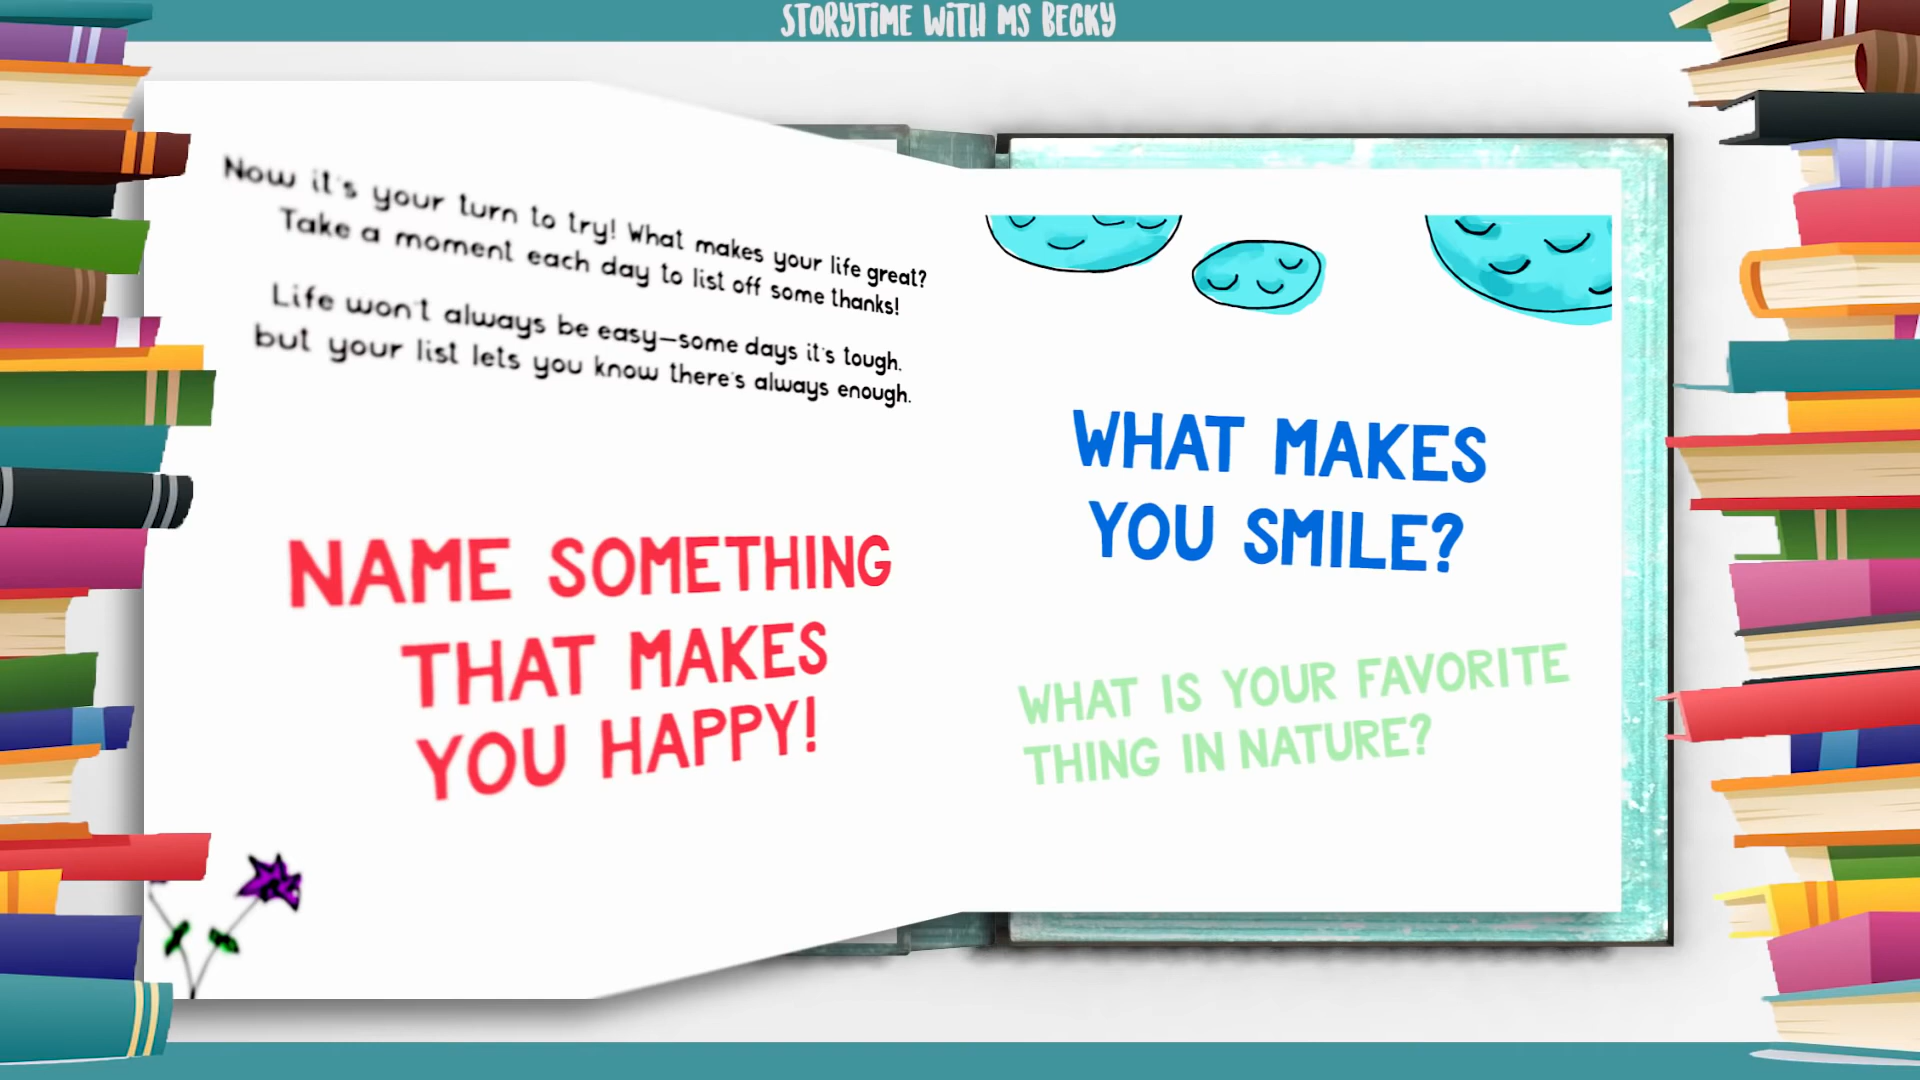 STORYTIME WITH MS BECKY
Now it's your turn to try! What makes your life great?
Take a moment each day to list off some thanks!
Life won't always be easy—some days it's tough.
but your list lets you know there's always enough.
NAME SOMETHING
THAT MAKES
YOU HAPPY!
WHAT MAKES
YOU SMILE?
WHAT IS YOUR FAVORITE
THING IN NATURE?